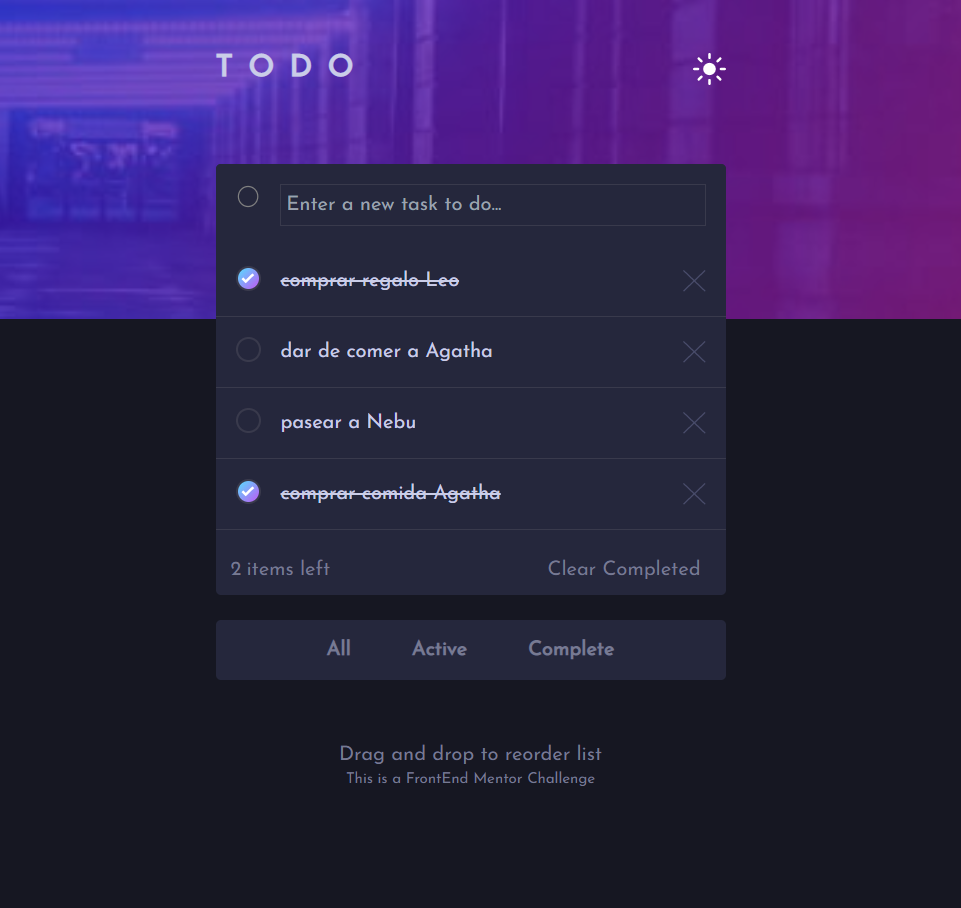 TODO
Enter a new task to do...
comprar regalo Leo
dar de comer a Agatha
pasear a Nebu
comprar comida Agatha
2 items left Clear Completed
All Active Complete
Drag and drop to reorder list
This is a FrontEnd Mentor Challenge